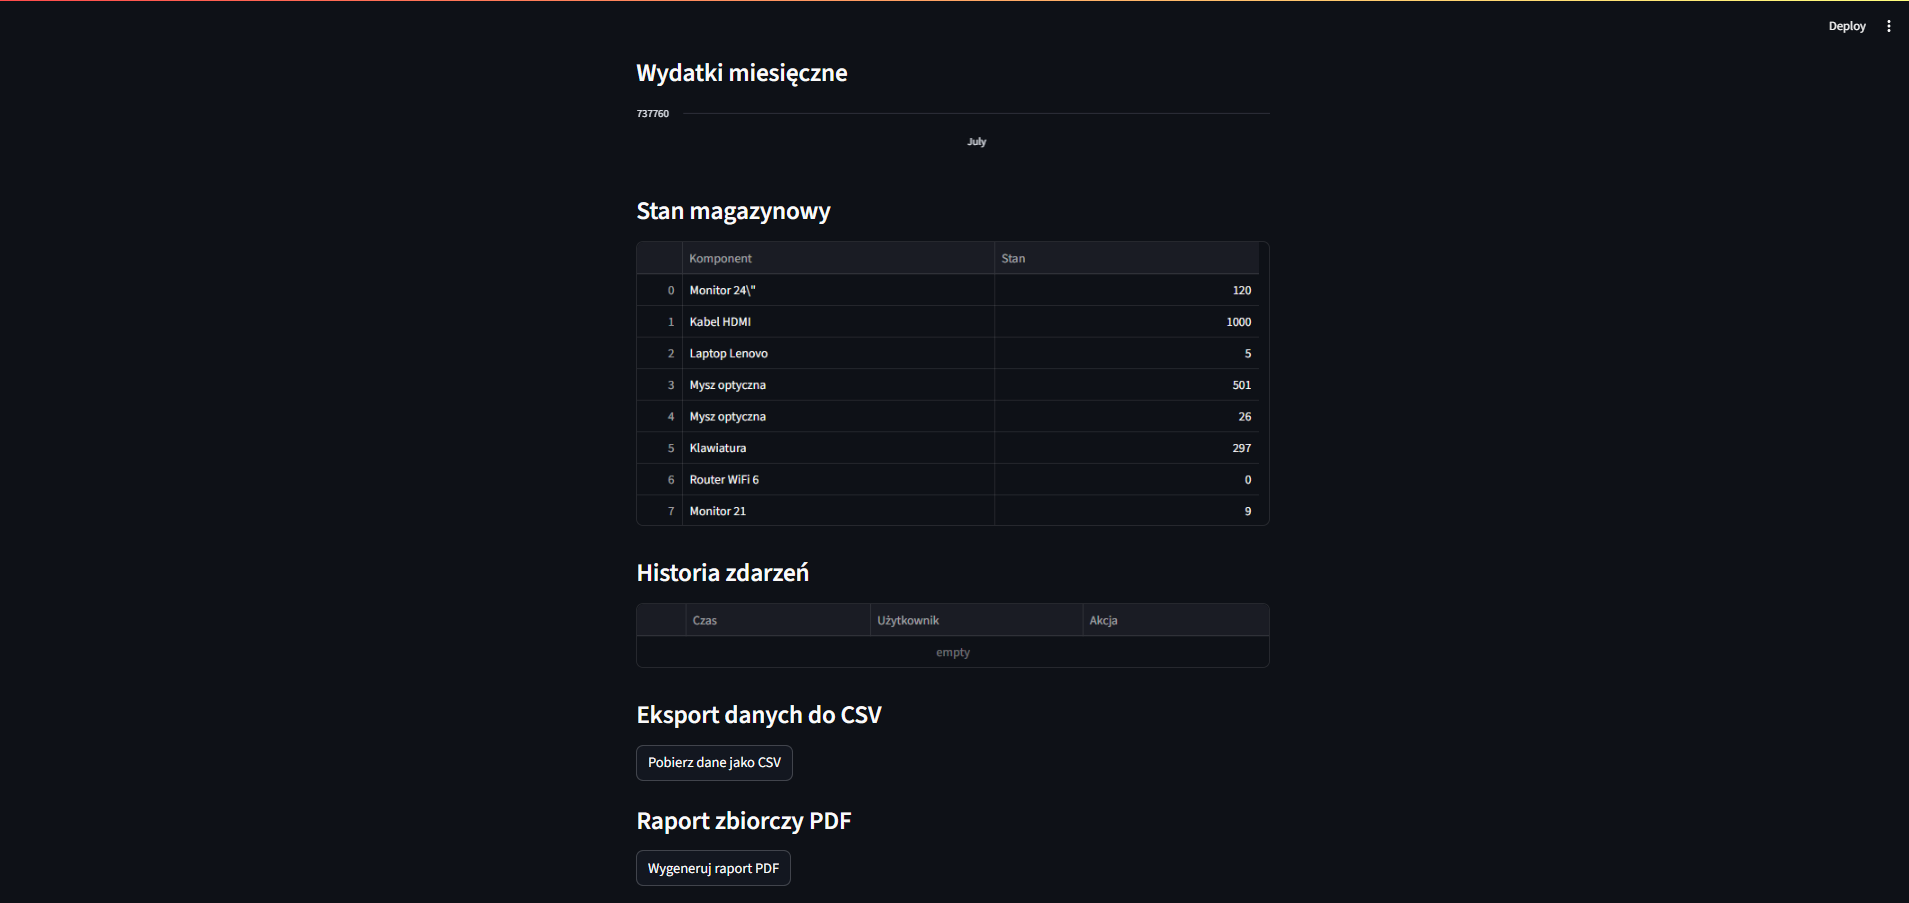 Deploy
Wydatki miesięczne
737760
July
Stan magazynowy
Komponent Stan
0 Monitor 24\" 120
1 Kabel HDMI 1000
2 Laptop Lenovo 5
3 Mysz optyczna 501
4 Mysz optyczna 26
5 Klawiatura 297
6 Router WiFi 6 0
7 Monitor 21 9
Historia zdarzeń
Czas Użytkownik Akcja
empty
Eksport danych do CSV
Pobierz dane jako CSV
Raport zbiorczy PDF
Wygeneruj raport PDF